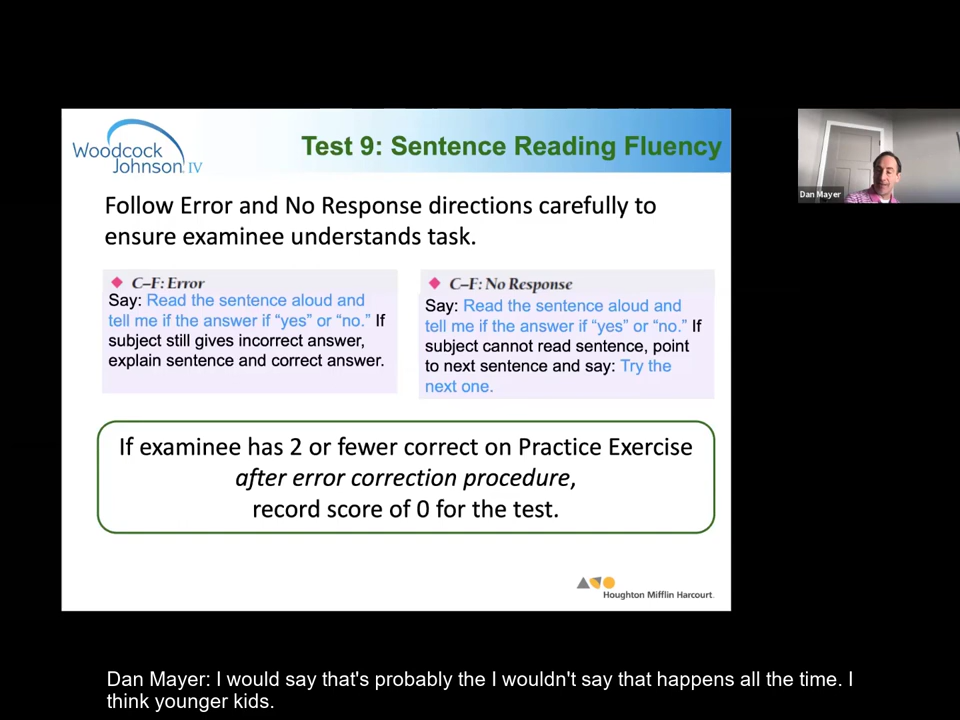 Woodcock
Johnson IV
Test 9: Sentence Reading Fluency
Dan Mayer
Follow Error and No Response directions carefully to
ensure examinee understands task.
C–F: Error
Say: Read the sentence aloud and
tell me if the answer if “yes” or “no.” If
subject still gives incorrect answer,
explain sentence and correct answer.
C–F: No Response
Say: Read the sentence aloud and
tell me if the answer if “yes” or “no.” If
subject cannot read sentence, point
to next sentence and say: Try the
next one.
If examinee has 2 or fewer correct on Practice Exercise
after error correction procedure,
record score of 0 for the test.
Houghton Mifflin Harcourt
Dan Mayer: I would say that's probably the I wouldn't say that happens all the time. I
think younger kids.